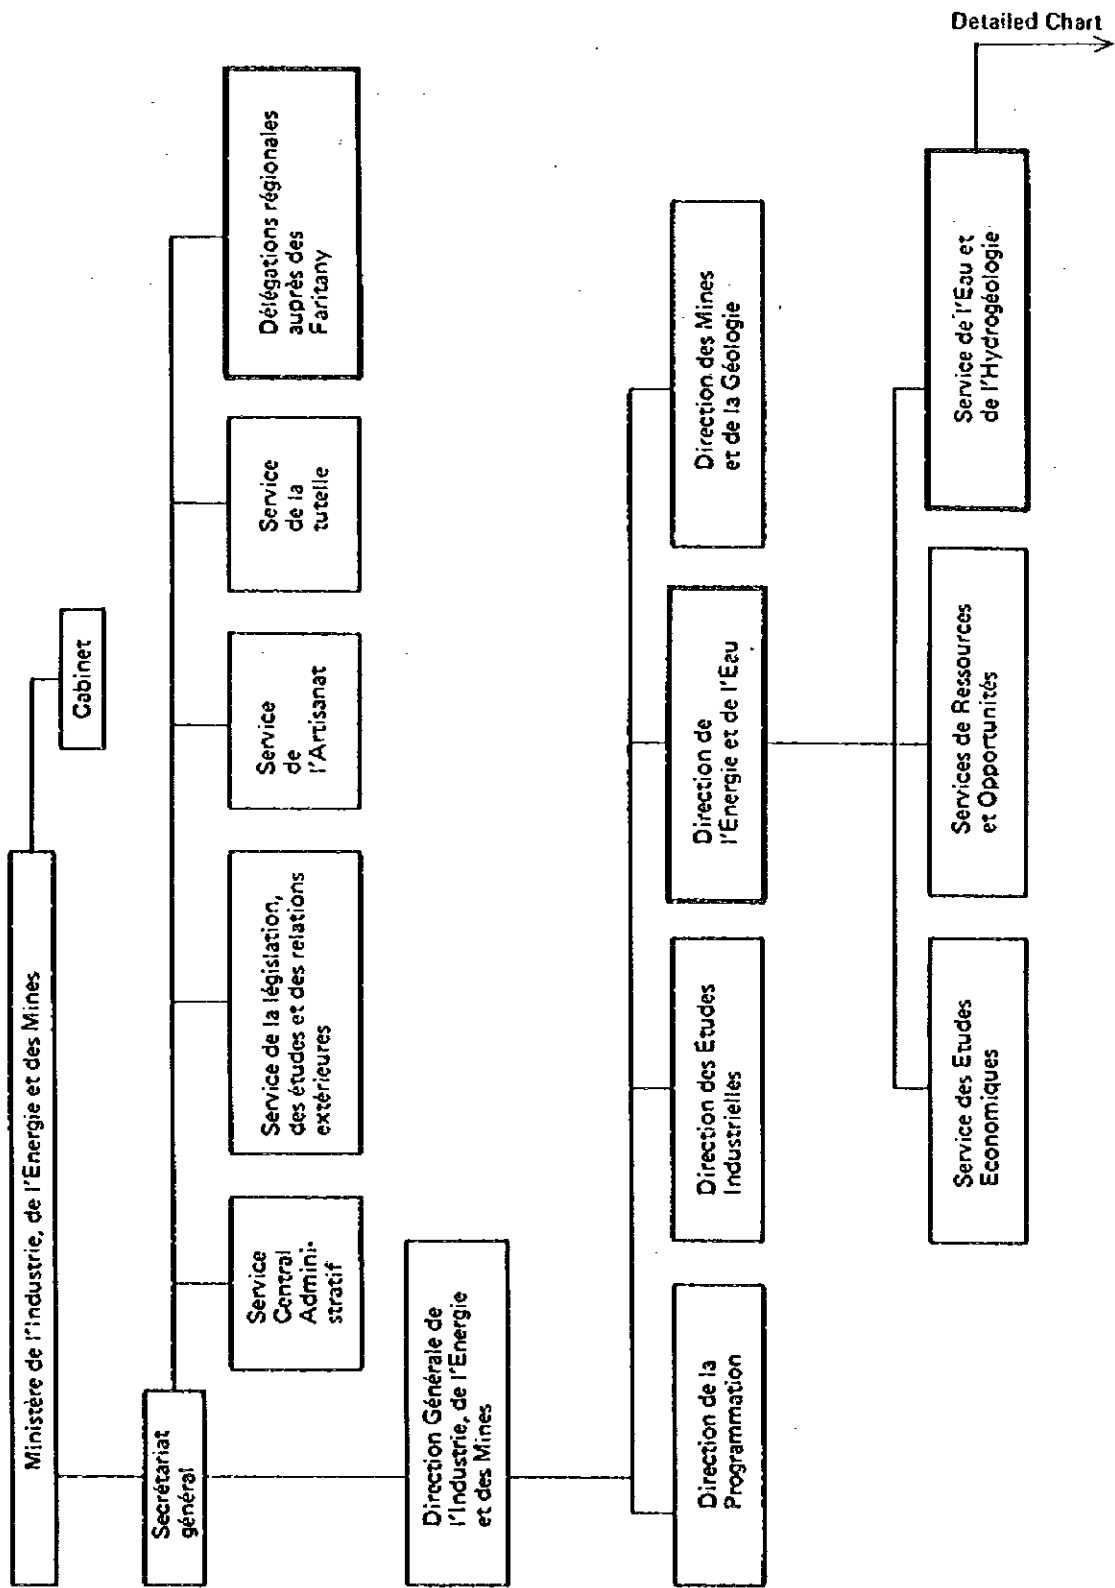 Ministère de l'Industrie, de l'Energie et des Mines
Cabinet
Secrétariat
général
Service
Central
Admini-
stratif
Service de la législation,
des études et des relations
extérieures
Service
de
l'Artisanat
Service
de la
tutelle
Délégations régionales
auprès des
Faritany
Direction Générale de
l'Industrie, de l'Energie
et des Mines
Direction de la
Programmation
Direction des Etudes
Industrielles
Direction de
l'Energie et de l'Eau
Direction des Mines
et de la Géologie
Service des Etudes
Economiques
Services de Ressources
et Opportunités
Service de l'Eau et
de l'Hydrogéologie
Detailed Chart